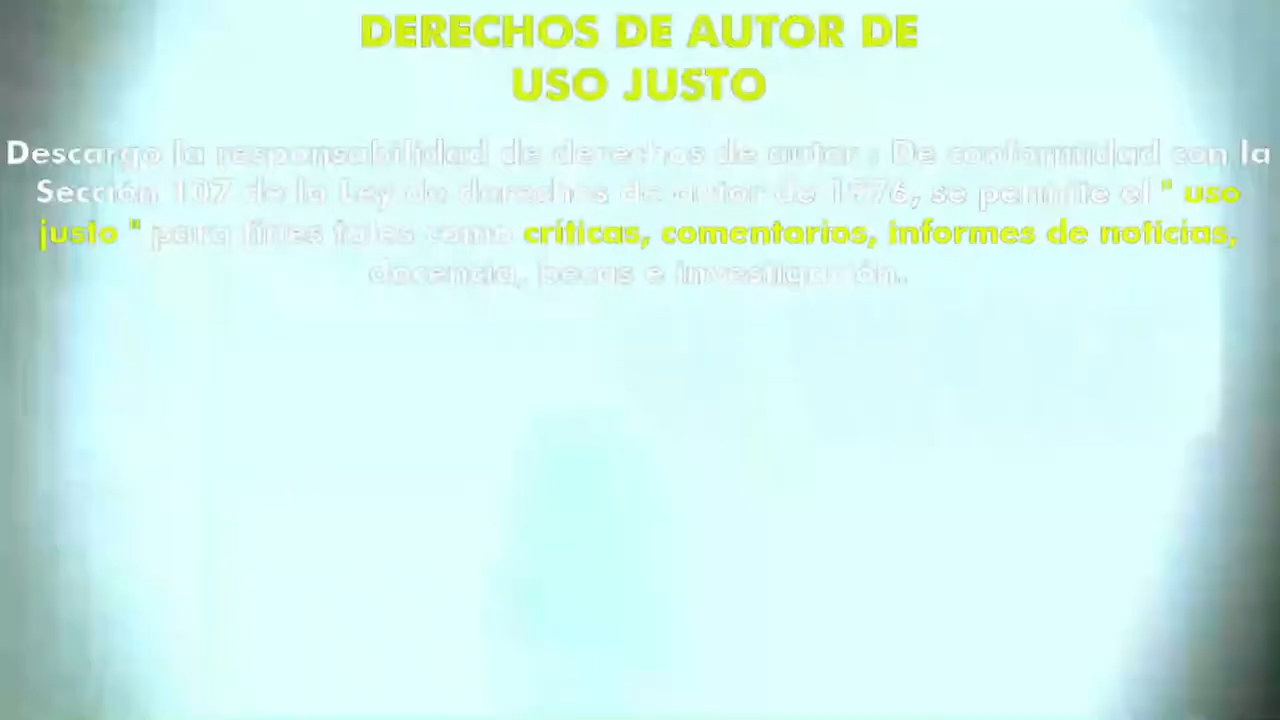 DERECHOS DE AUTOR DE
USO JUSTO
Descargo la responsabilidad de derechos de autor : De conformidad con la
Sección 107 de la Ley de derechos de autor de 1976, se permite el " uso
justo " para fines tales como críticas, comentarios, informes de noticias,
docencia, becas e investigación.